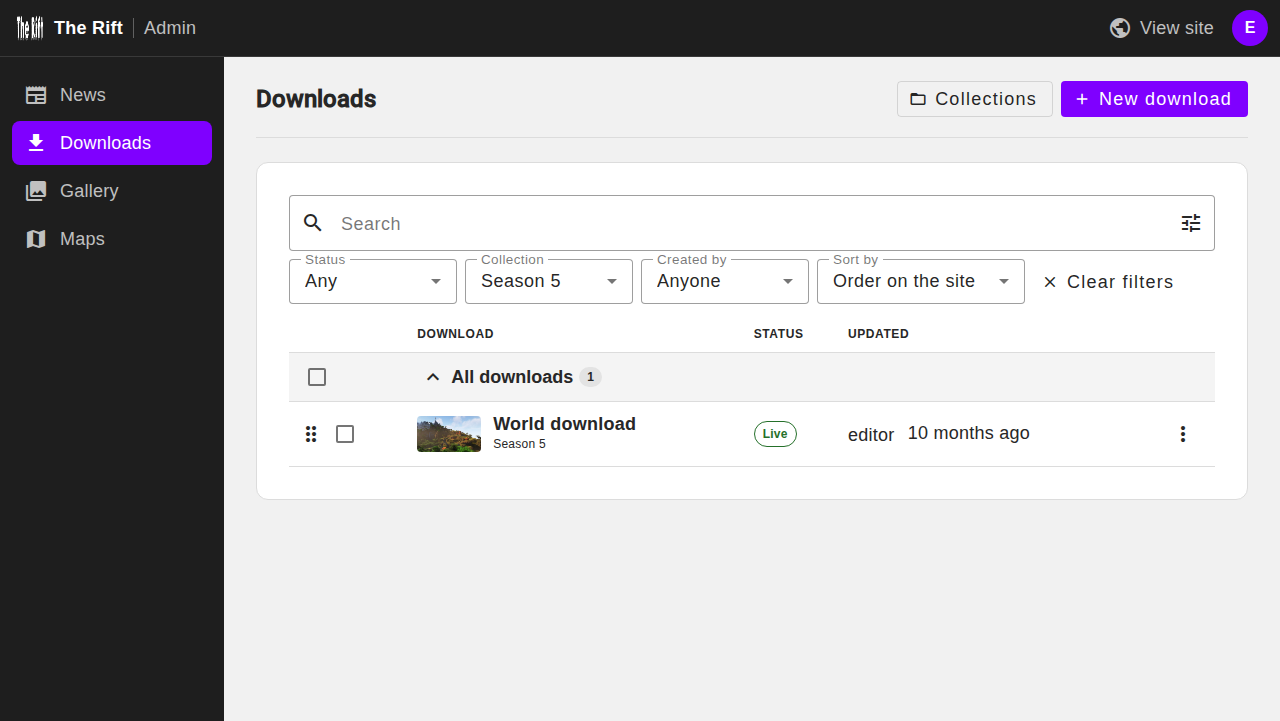 The Rift
The Rift Admin
View site
E
News
Downloads
Gallery
Maps
Downloads
Collections
New download
Search
Status
Any
Collection
Season 5
Created by
Anyone
Sort by
Order on the site
Clear filters
DOWNLOAD STATUS UPDATED
All downloads 1
World download
Season 5
Live
editor 10 months ago